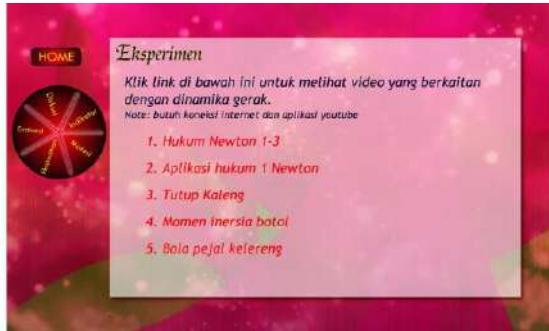 HOME
Eksperimen
Klik link di bawah ini untuk melihat video yang berkaitan
dengan dinamika gerak.
Note: butuh koneksi internet dan aplikasi youtube
1. Hukum Newton 1-3
2. Aplikasi hukum 1 Newton
3. Tutup Kaleng
4. Momen inersia botol
5. Bola pejal kelereng